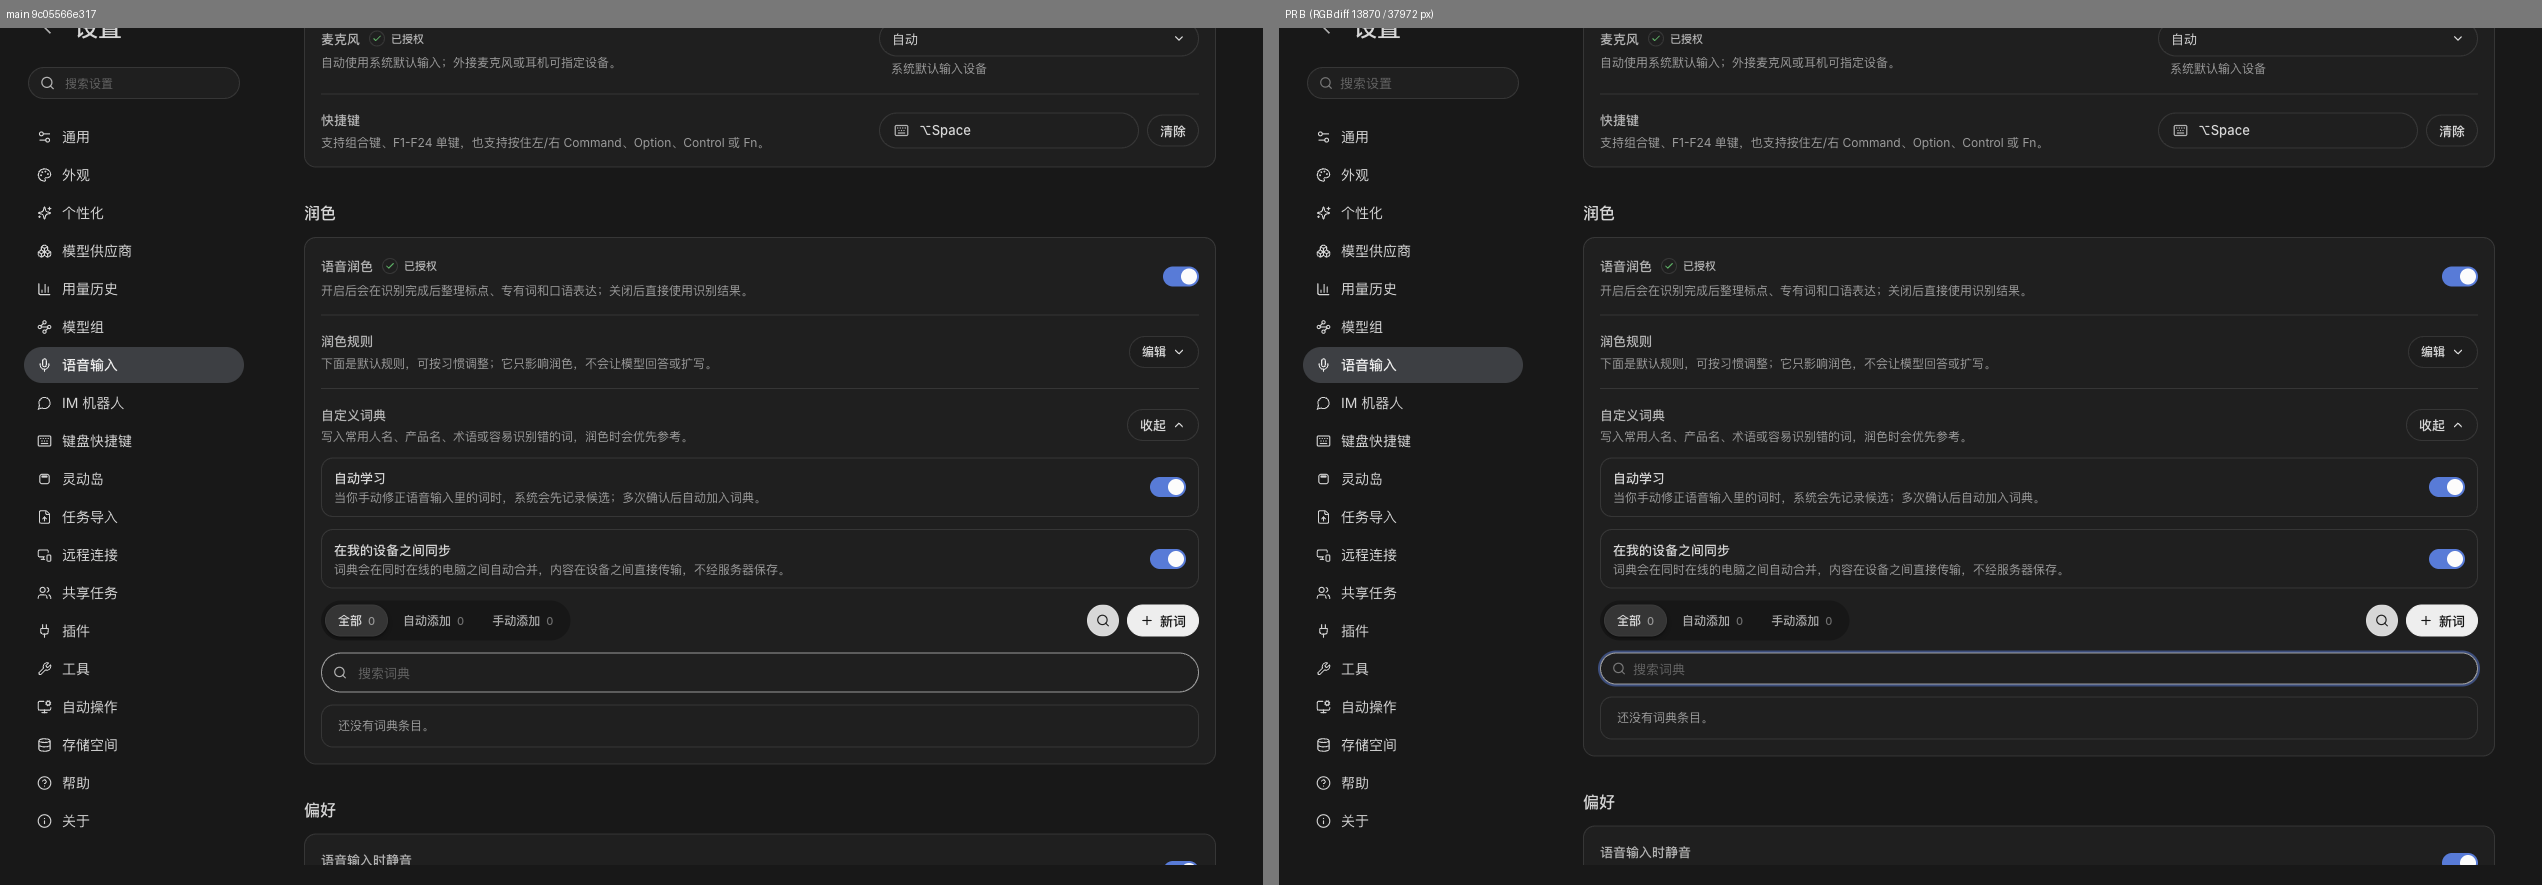 main 9c05566e317
设置
搜索设置
通用
外观
个性化
模型供应商
用量历史
模型组
语音输入
IM 机器人
键盘快捷键
灵动岛
任务导入
远程连接
共享任务
插件
工具
自动操作
存储空间
帮助
关于
麦克风 已授权
自动使用系统默认输入；外接麦克风或耳机可指定设备。
自动
系统默认输入设备
快捷键
支持组合键、F1-F24 单键，也支持按住左/右 Command、Option、Control 或 Fn。
⌥Space
清除
润色
语音润色 已授权
开启后会在识别完成后整理标点、专有词和口语表达；关闭后直接使用识别结果。
润色规则
下面是默认规则，可按习惯调整；它只影响润色，不会让模型回答或扩写。
编辑
自定义词典
写入常用人名、产品名、术语或容易识别错的词，润色时会优先参考。
收起
自动学习
当你手动修正语音输入里的词时，系统会先记录候选；多次确认后自动加入词典。
在我的设备之间同步
词典会在同时在线的电脑之间自动合并，内容在设备之间直接传输，不经服务器保存。
全部 0 自动添加 0 手动添加 0
新词
搜索词典
还没有词典条目。
偏好
语音输入时静音
PR B (RGB diff 13870 / 37972 px)
设置
搜索设置
通用
外观
个性化
模型供应商
用量历史
模型组
语音输入
IM 机器人
键盘快捷键
灵动岛
任务导入
远程连接
共享任务
插件
工具
自动操作
存储空间
帮助
关于
麦克风 已授权
自动使用系统默认输入；外接麦克风或耳机可指定设备。
自动
系统默认输入设备
快捷键
支持组合键、F1-F24 单键，也支持按住左/右 Command、Option、Control 或 Fn。
⌥Space
清除
润色
语音润色 已授权
开启后会在识别完成后整理标点、专有词和口语表达；关闭后直接使用识别结果。
润色规则
下面是默认规则，可按习惯调整；它只影响润色，不会让模型回答或扩写。
编辑
自定义词典
写入常用人名、产品名、术语或容易识别错的词，润色时会优先参考。
收起
自动学习
当你手动修正语音输入里的词时，系统会先记录候选；多次确认后自动加入词典。
在我的设备之间同步
词典会在同时在线的电脑之间自动合并，内容在设备之间直接传输，不经服务器保存。
全部 0 自动添加 0 手动添加 0
新词
搜索词典
还没有词典条目。
偏好
语音输入时静音